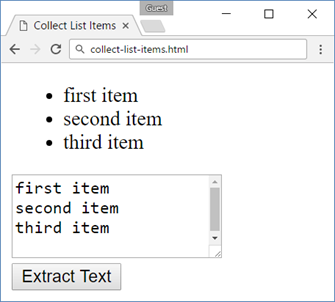 Guest
Collect List Items
collect-list-items.html
first item
second item
third item
first item
second item
third item
Extract Text